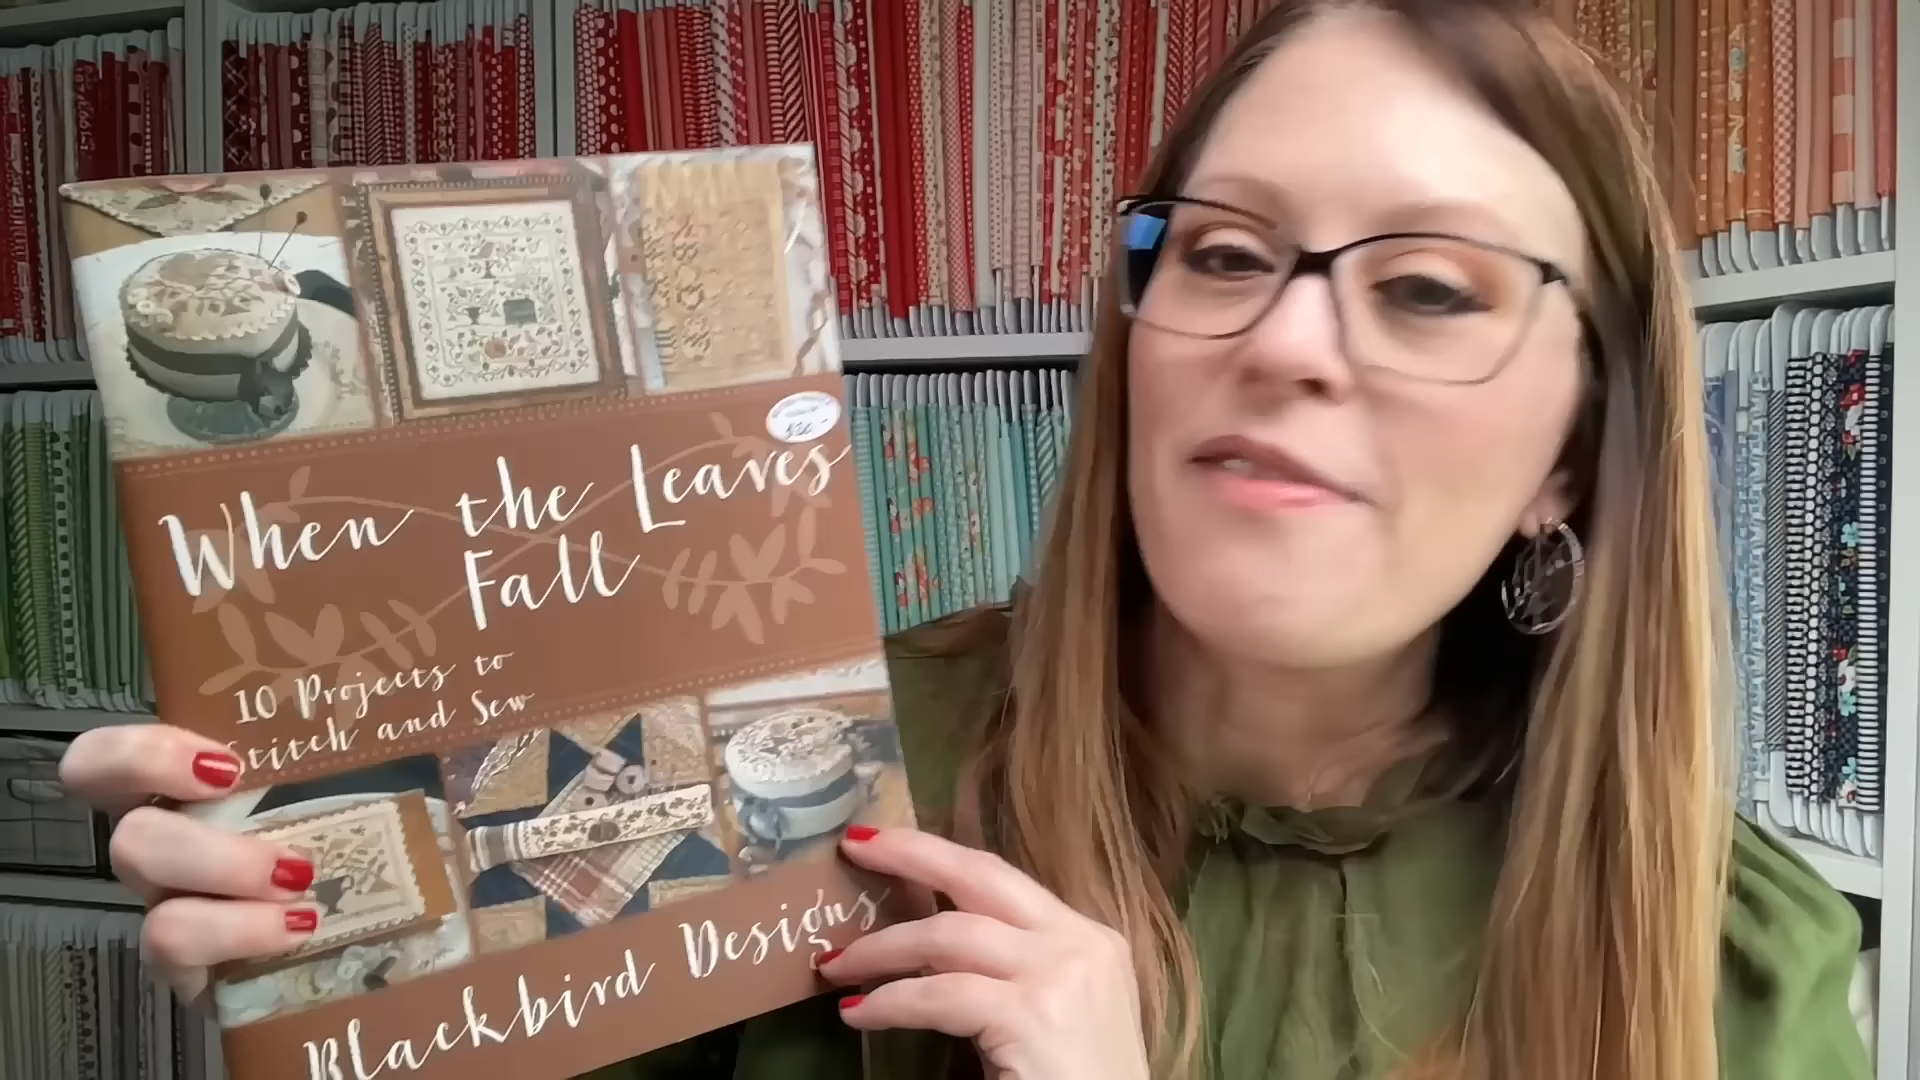 When the Leaves
Fall
10 Projects to
Stitch and Sew
Blackbird Designs